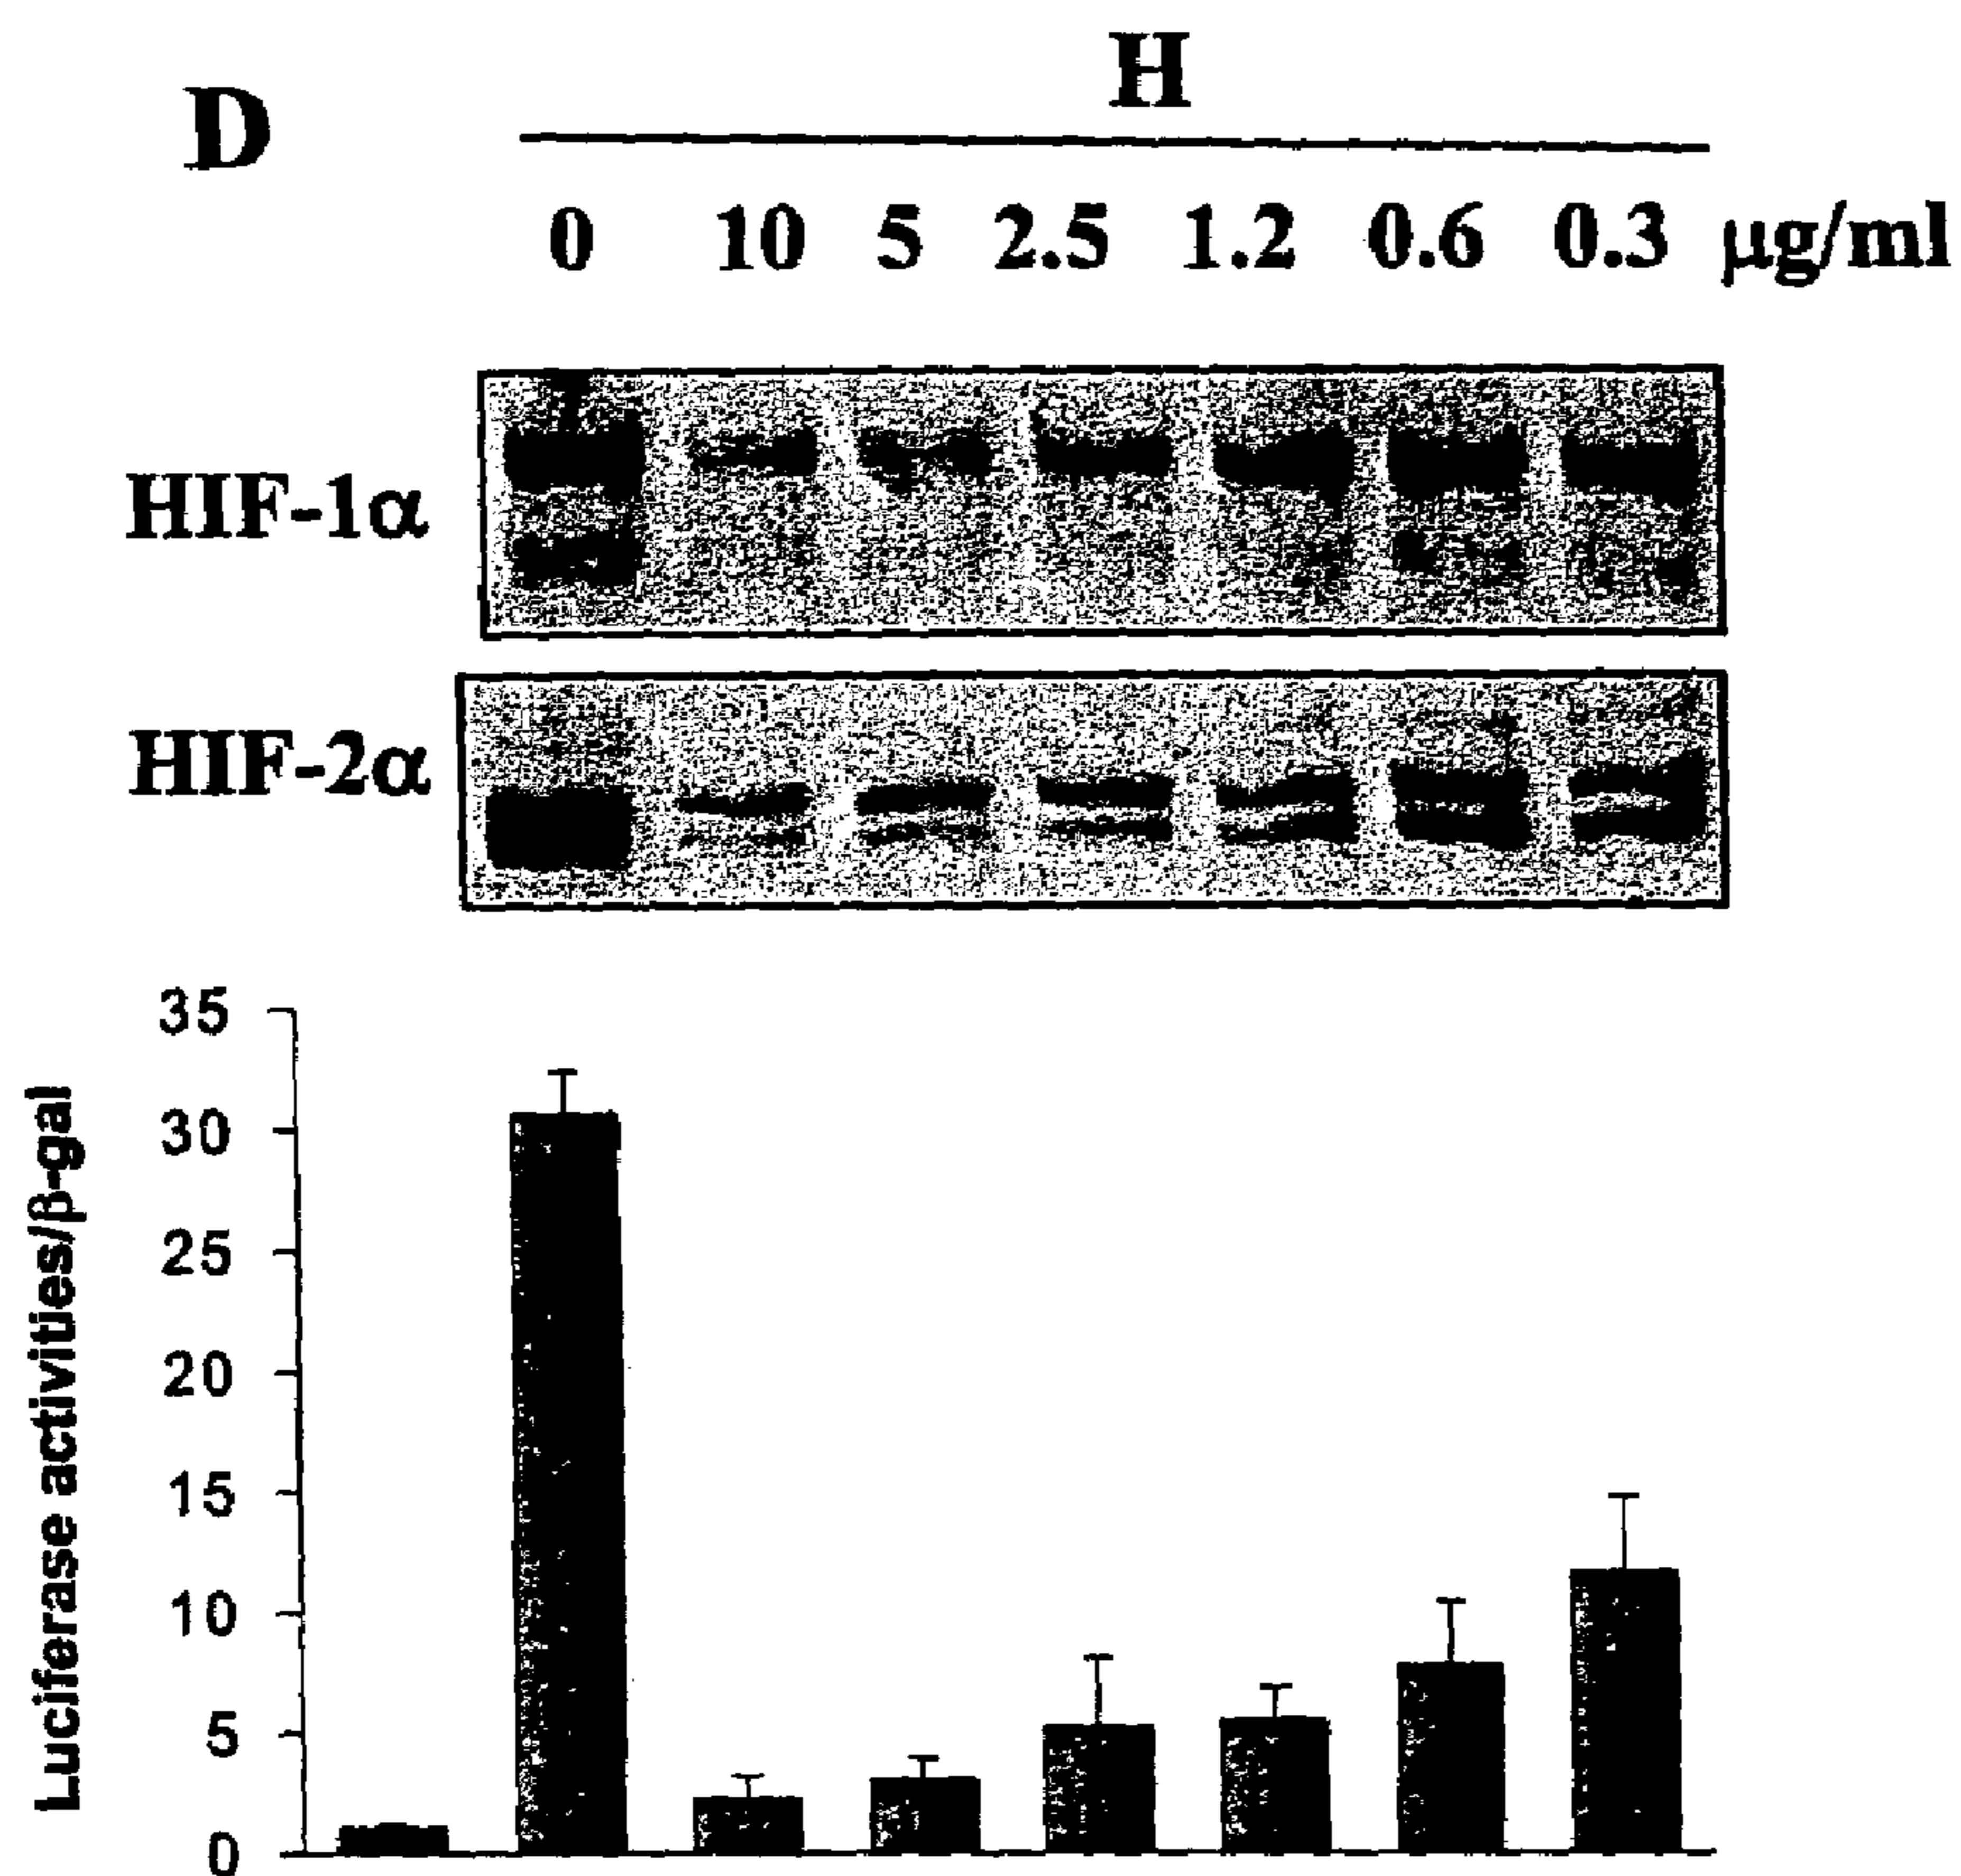 D
H
0 10 5 2.5 1.2 0.6 0.3 µg/ml
HIF-1α
HIF-2α
Luciferase activities/β-gal
35
30
25
20
15
10
5
0